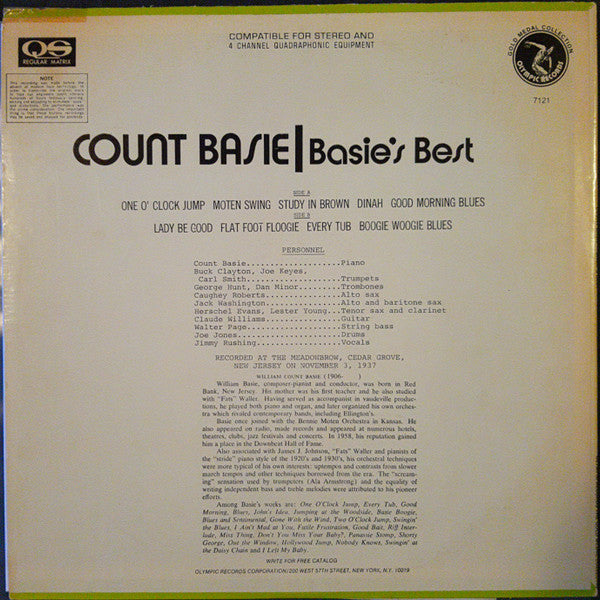 COMPATIBLE FOR STEREO AND
4 CHANNEL QUADRAPHONIC EQUIPMENT
QS
REGULAR MATRIX
GOLD MEDAL COLLECTION
OLYMPIC RECORDS
7121
NOTE
COUNT BASIE | Basie's Best
SIDE A
ONE O' CLOCK JUMP MOTEN SWING STUDY IN BROWN DINAH GOOD MORNING BLUES
SIDE B
LADY BE GOOD FLAT FOOT FLOOGIE EVERY TUB BOOGIE WOOGIE BLUES
PERSONNEL
Count Basie....................Piano
Buck Clayton, Joe Keyes,
Carl Smith....................Trumpets
George Hunt, Dan Minor.........Trombones
Caughey Roberts................Alto sax
Jack Washington................Alto and baritone sax
Herschel Evans, Lester Young...Tenor sax and clarinet
Claude Williams................Guitar
Walter Page....................String bass
Joe Jones......................Drums
Jimmy Rushing..................Vocals
RECORDED AT THE MEADOWBROW, CEDAR GROVE,
NEW JERSEY ON NOVEMBER 3, 1937
WILLIAM COUNT BASIE (1906- )
William Basie, composer-pianist and conductor, was born in Red
Bank, New Jersey. His mother was his first teacher and he also studied
with "Fats" Waller. Having served as accompanist in vaudeville produc-
tions, he played both piano and organ, and later organized his own orches-
tra which rivaled contemporary bands, including Ellington's.
Basie once joined with the Bennie Moten Orchestra in Kansas. He
also appeared on radio, made records and appeared at numerous hotels,
theatres, clubs, jazz festivals and concerts. In 1958, his reputation gained
him a place in the Downbeat Hall of Fame.
Also associated with James J. Johnson, "Fats" Waller and pianists of
the "stride" piano style of the 1920's and 1930's, his orchestral techniques
were more typical of his own interests: uptempos and contrasts from slower
march tempos and other techniques borrowed from the era. The "scream-
ing" sensation used by trumpeters (Ala Armstrong) and the equality of
writing independent bass and treble melodies were attributed to his pioneer
efforts.
Among Basie's works are: One O'Clock Jump, Every Tub, Good
Morning, Blues, John's Idea, Jumping at the Woodside, Basie Boogie,
Blues and Sentimental, Gone With the Wind, Two O'Clock Jump, Swingin'
the Blues, I Ain't Mad at You, Futile Frustration, Good Bait, Riff Inter-
lude, Miss Thing, Don't You Miss Your Baby?, Panassie Stomp, Shorty
George, Out the Window, Hollywood Jump, Nobody Knows, Swingin' at
the Daisy Chain and I Left My Baby.
WRITE FOR FREE CATALOG
OLYMPIC RECORDS CORPORATION/200 WEST 57TH STREET, NEW YORK, N.Y. 10019